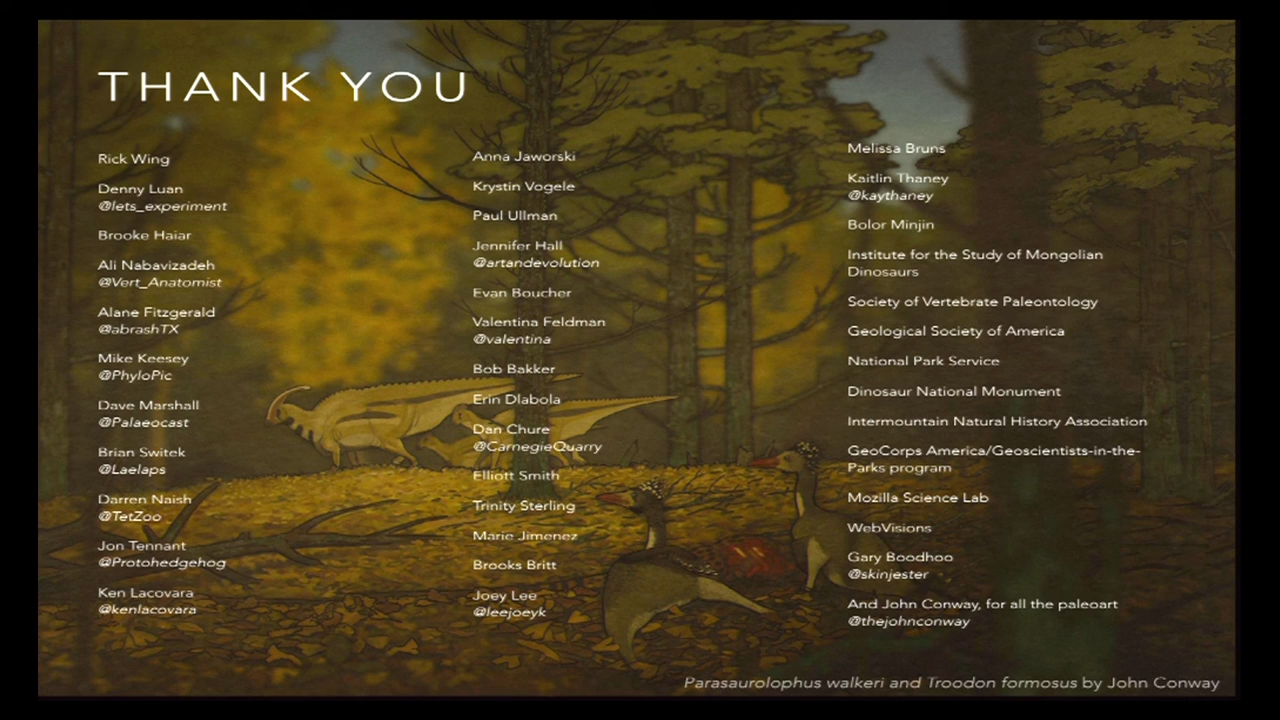 THANK YOU
Rick Wing
Denny Luan
@lets_experiment
Brooke Haiar
Ali Nabavizadeh
@Vert_Anatomist
Alane Fitzgerald
@abrashTX
Mike Keesey
@PhyloPic
Dave Marshall
@Palaeocast
Brian Switek
@Laelaps
Darren Naish
@TetZoo
Jon Tennant
@Protohedgehog
Ken Lacovara
@kenlacovara
Anna Jaworski
Krystin Vogele
Paul Ullman
Jennifer Hall
@artandevolution
Evan Boucher
Valentina Feldman
@valentina
Bob Bakker
Erin Dlabola
Dan Chure
@CarnegieQuarry
Elliott Smith
Trinity Sterling
Marie Jimenez
Brooks Britt
Joey Lee
@leejoeyk
Melissa Bruns
Kaitlin Thaney
@kaythaney
Bolor Minjin
Institute for the Study of Mongolian
Dinosaurs
Society of Vertebrate Paleontology
Geological Society of America
National Park Service
Dinosaur National Monument
Intermountain Natural History Association
GeoCorps America/Geoscientists-in-the-
Parks program
Mozilla Science Lab
WebVisions
Gary Boodhoo
@skinjester
And John Conway, for all the paleoart
@thejohnconway
Parasaurolophus walkeri and Troodon formosus by John Conway